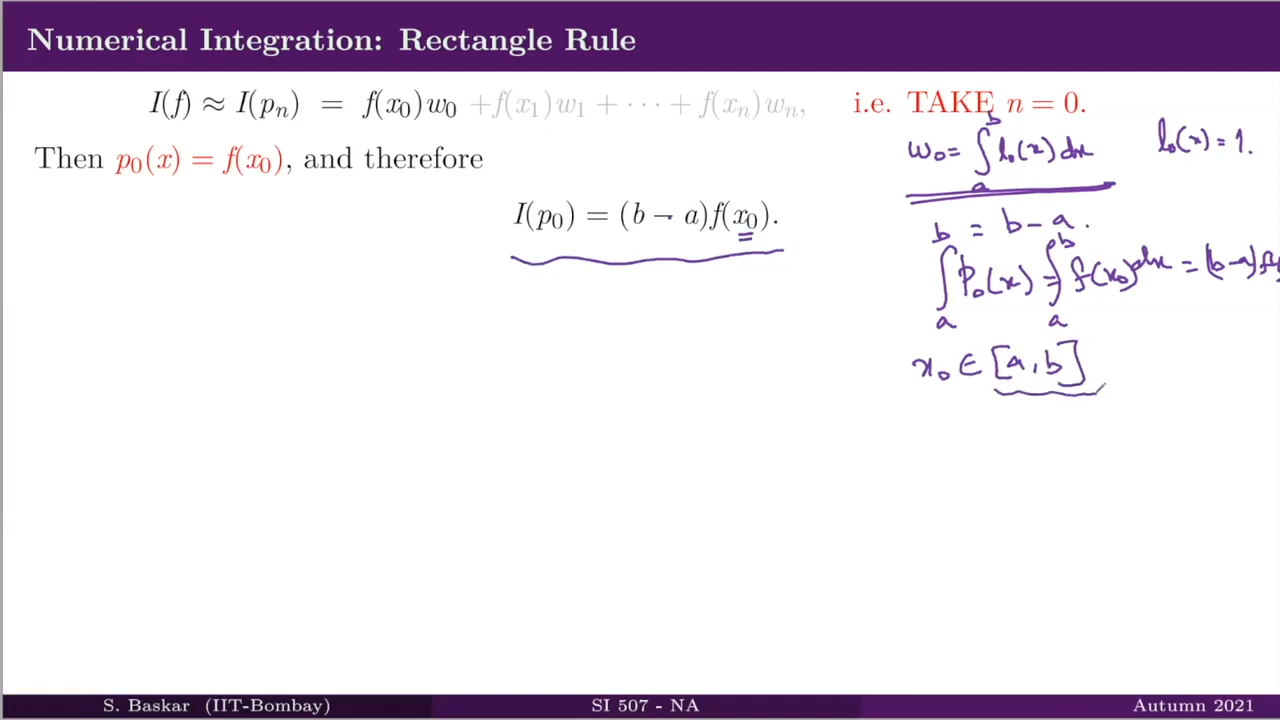 Numerical Integration: Rectangle Rule
I(f) ≈ I(pₙ) = f(x₀)w₀ +f(x₁)w₁ + ··· + f(xₙ)wₙ, i.e. TAKE n = 0.
w₀ = ∫ₐᵇ l₀(x) dx l₀(x) = 1.
Then p₀(x) = f(x₀), and therefore
I(p₀) = (b − a)f(x₀).
= b − a.
∫ₐᵇ p₀(x) = ∫ₐᵇ f(x₀) dx = (b−a) f
x₀ ∈ [a, b]
S. Baskar (IIT-Bombay) SI 507 - NA Autumn 2021